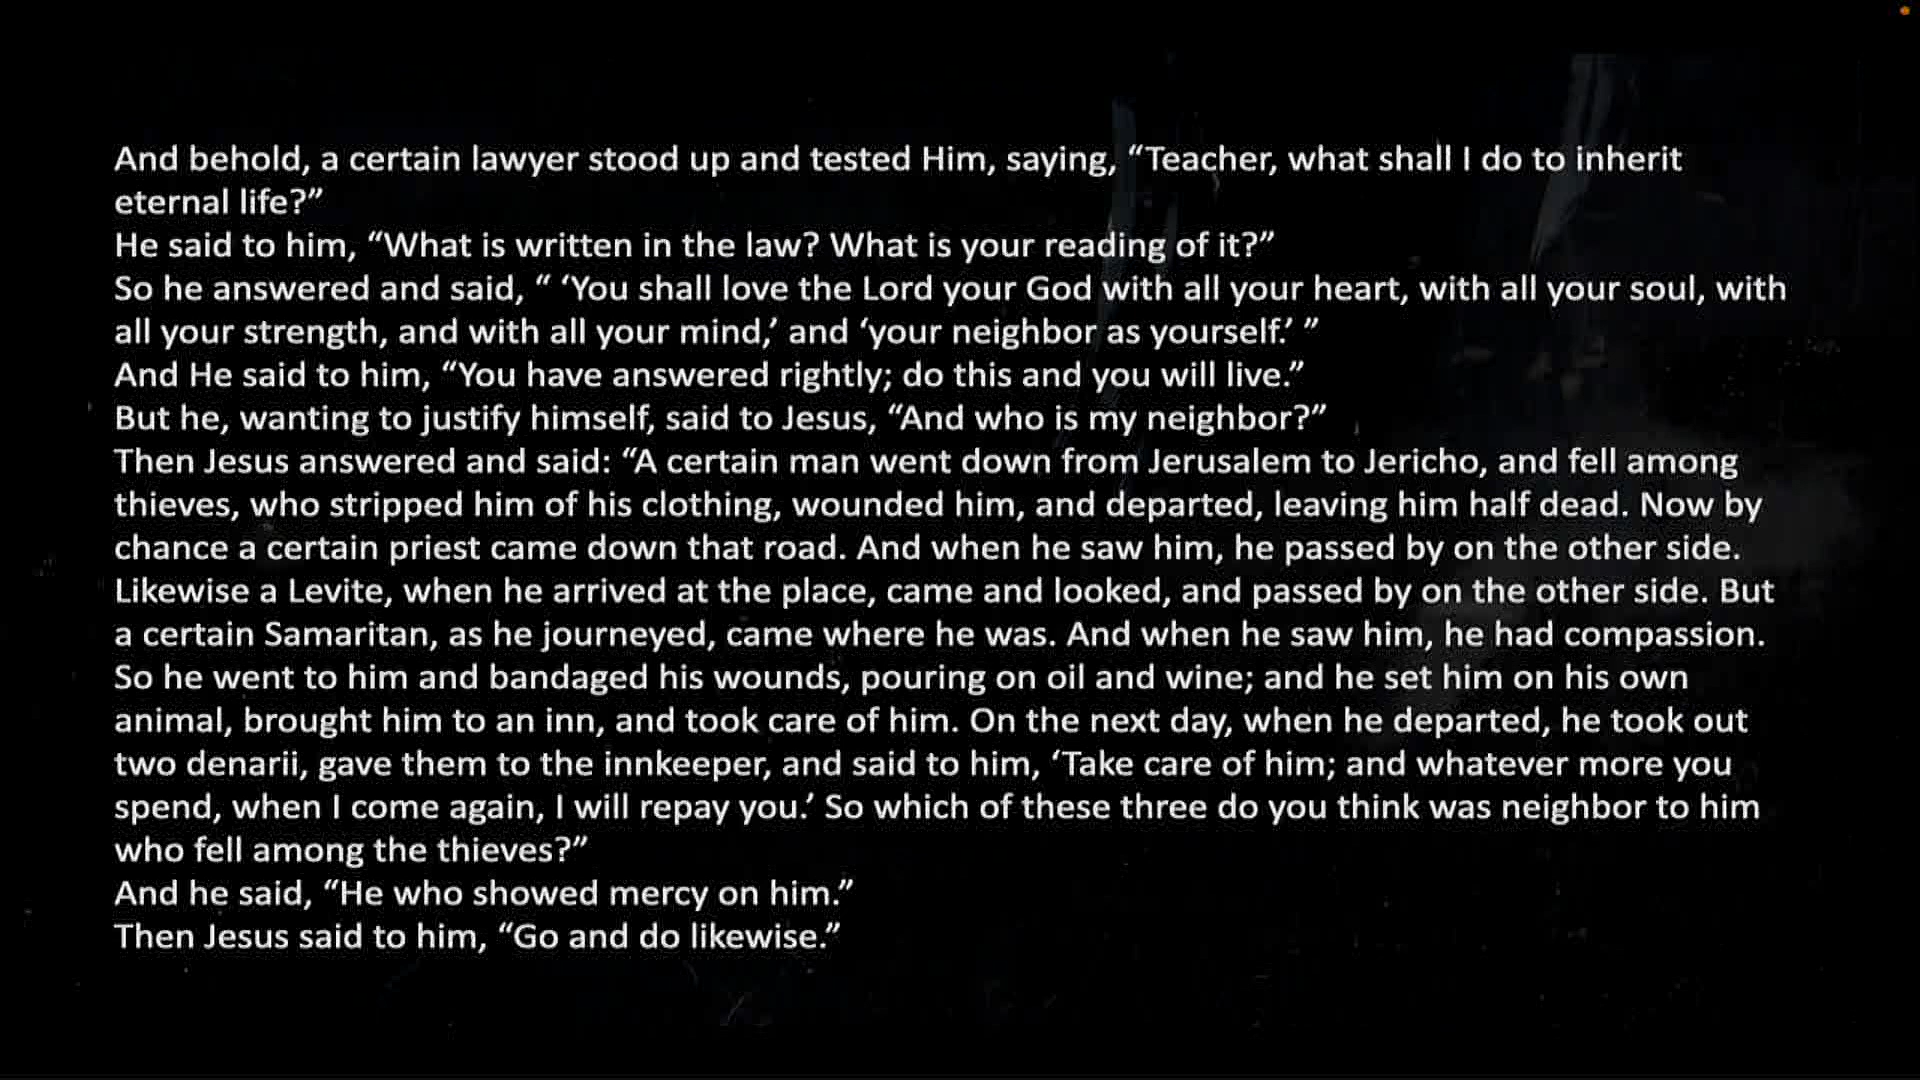 And behold, a certain lawyer stood up and tested Him, saying, “Teacher, what shall I do to inherit
eternal life?”
He said to him, “What is written in the law? What is your reading of it?”
So he answered and said, “ ‘You shall love the Lord your God with all your heart, with all your soul, with
all your strength, and with all your mind,’ and ‘your neighbor as yourself.’ ”
And He said to him, “You have answered rightly; do this and you will live.”
But he, wanting to justify himself, said to Jesus, “And who is my neighbor?”
Then Jesus answered and said: “A certain man went down from Jerusalem to Jericho, and fell among
thieves, who stripped him of his clothing, wounded him, and departed, leaving him half dead. Now by
chance a certain priest came down that road. And when he saw him, he passed by on the other side.
Likewise a Levite, when he arrived at the place, came and looked, and passed by on the other side. But
a certain Samaritan, as he journeyed, came where he was. And when he saw him, he had compassion.
So he went to him and bandaged his wounds, pouring on oil and wine; and he set him on his own
animal, brought him to an inn, and took care of him. On the next day, when he departed, he took out
two denarii, gave them to the innkeeper, and said to him, ‘Take care of him; and whatever more you
spend, when I come again, I will repay you.’ So which of these three do you think was neighbor to him
who fell among the thieves?”
And he said, “He who showed mercy on him.”
Then Jesus said to him, “Go and do likewise.”